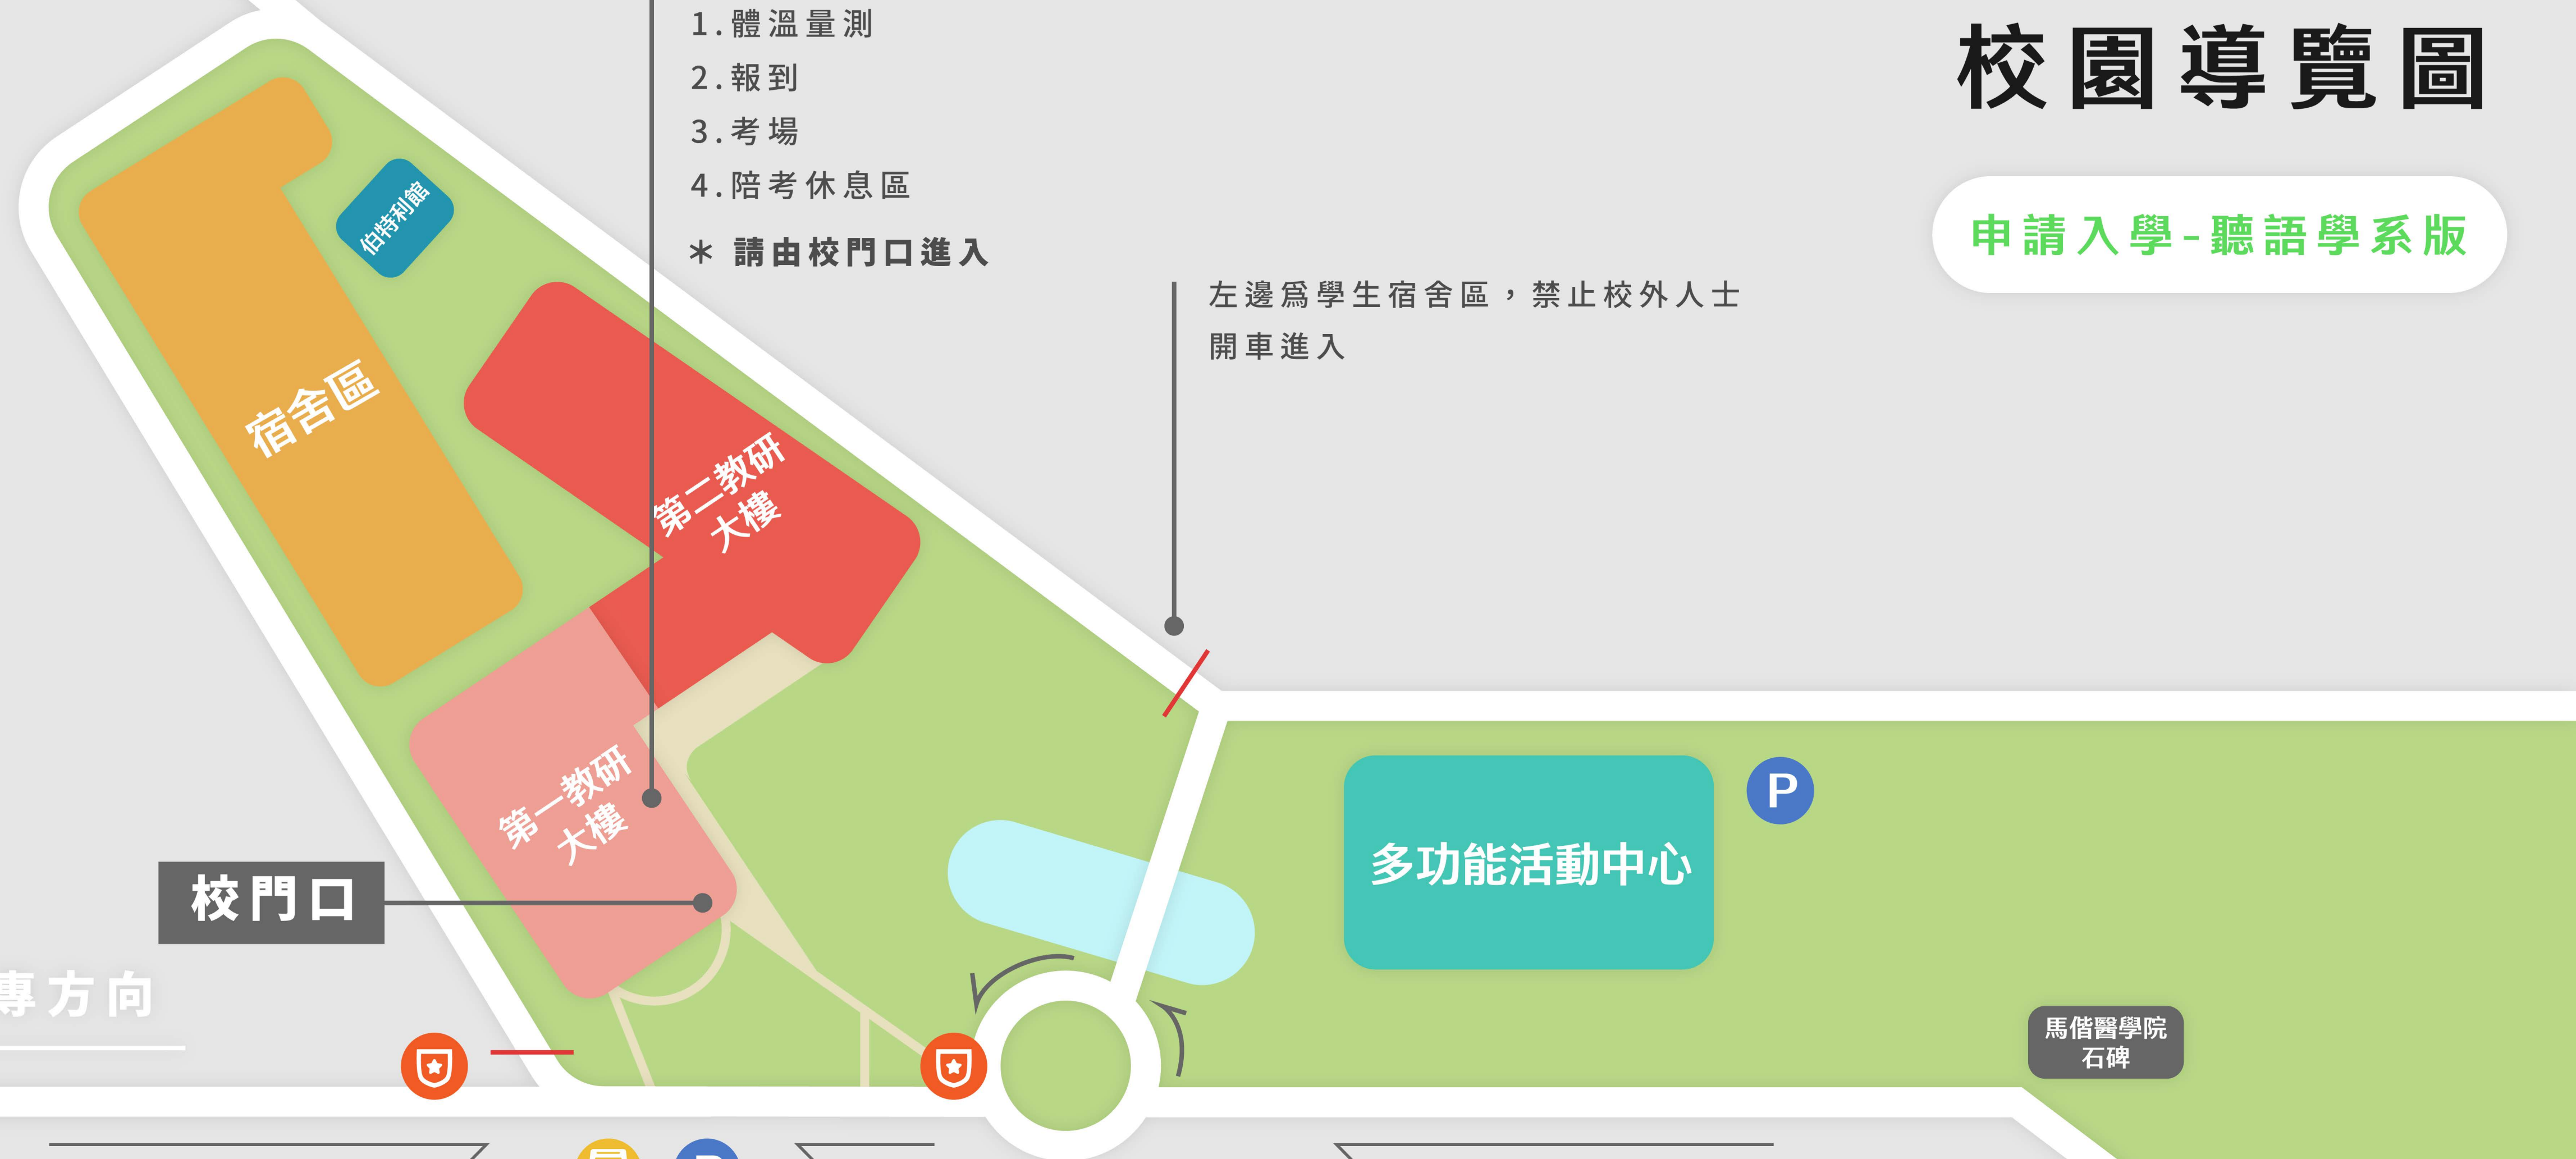 校園導覽圖
申請入學-聽語學系版
1.體溫量測
2.報到
3.考場
4.陪考休息區
＊ 請由校門口進入
左邊爲學生宿舍區，禁止校外人士
開車進入
伯特利館
宿舍區
第二教研
大樓
第一教研
大樓
校門口
多功能活動中心
P
專方向
馬偕醫學院
石碑